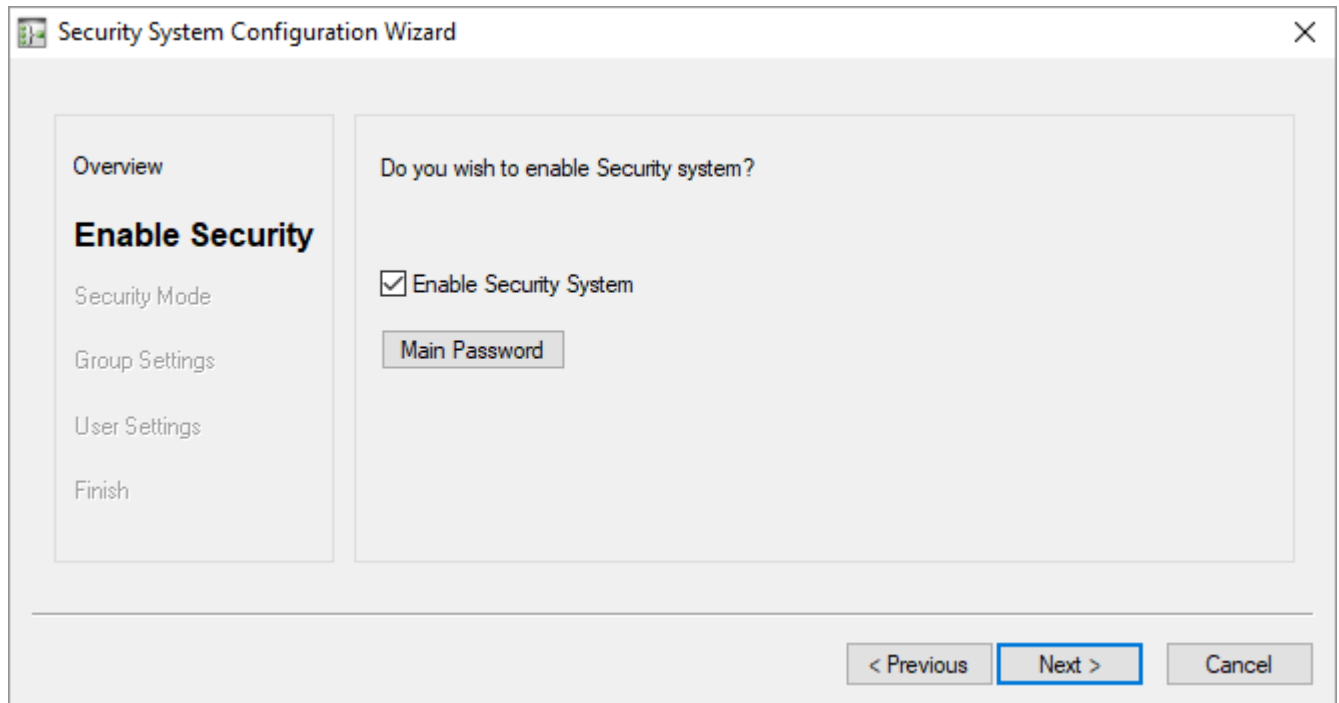 Security System Configuration Wizard
Overview
Enable Security
Security Mode
Group Settings
User Settings
Finish
Do you wish to enable Security system?
Enable Security System
Main Password
< Previous
Next >
Cancel